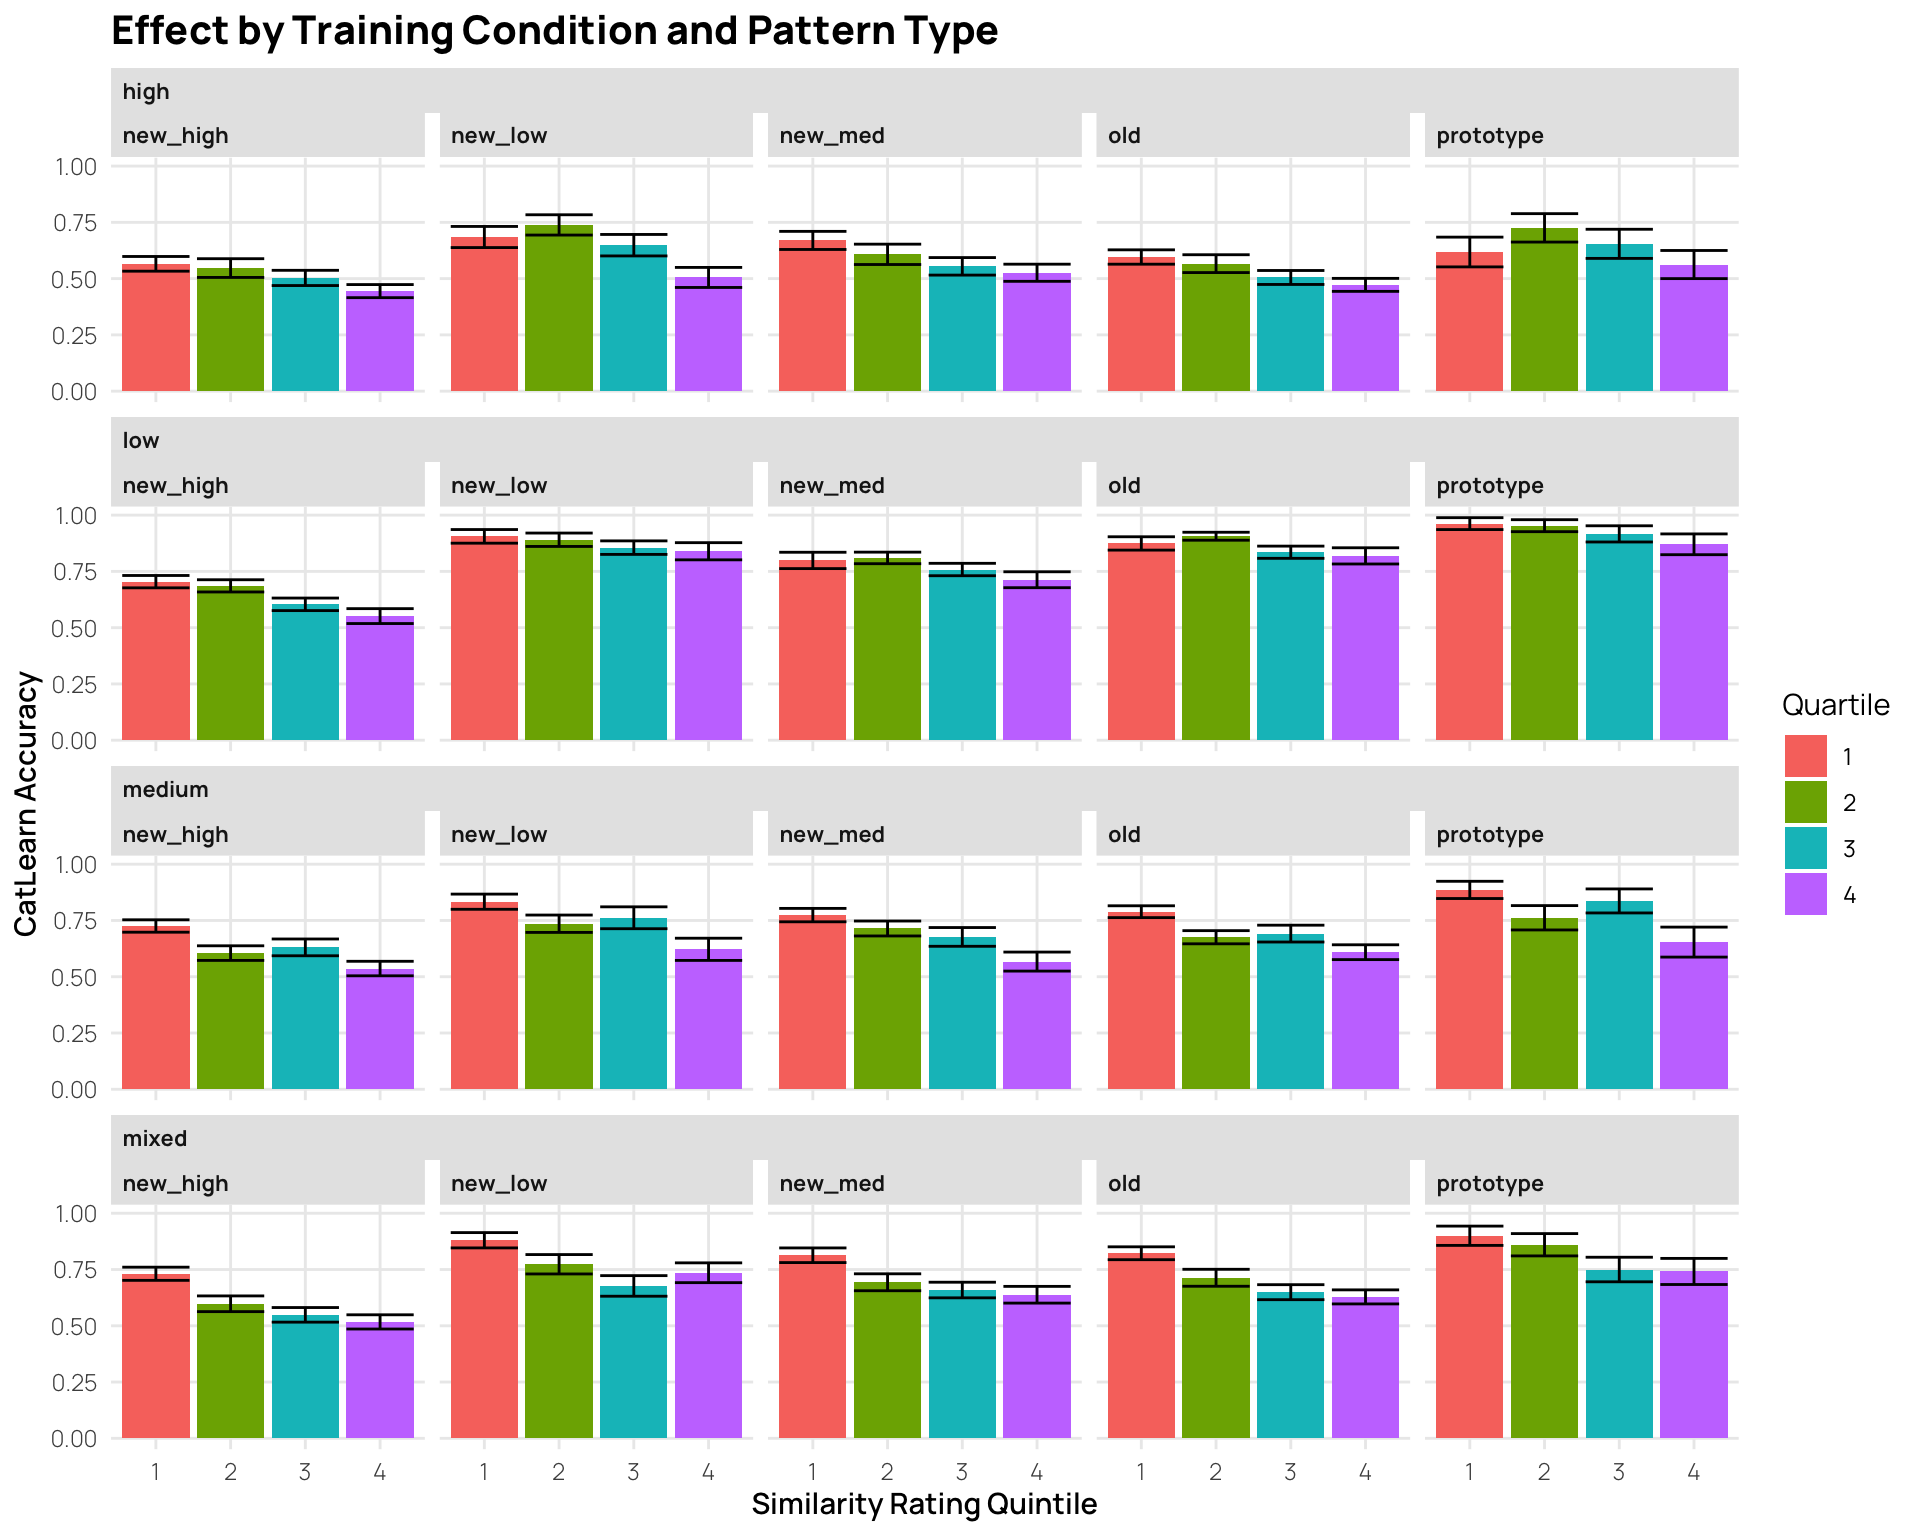 Effect by Training Condition and Pattern Type
high
new_high new_low new_med old prototype
1.00
0.75
0.50
0.25
0.00
low
new_high new_low new_med old prototype
1.00
0.75
0.50
0.25
0.00
medium
new_high new_low new_med old prototype
1.00
0.75
0.50
0.25
0.00
mixed
new_high new_low new_med old prototype
1.00
0.75
0.50
0.25
0.00
1 2 3 4 1 2 3 4 1 2 3 4 1 2 3 4 1 2 3 4
Similarity Rating Quintile
CatLearn Accuracy
Quartile
1
2
3
4